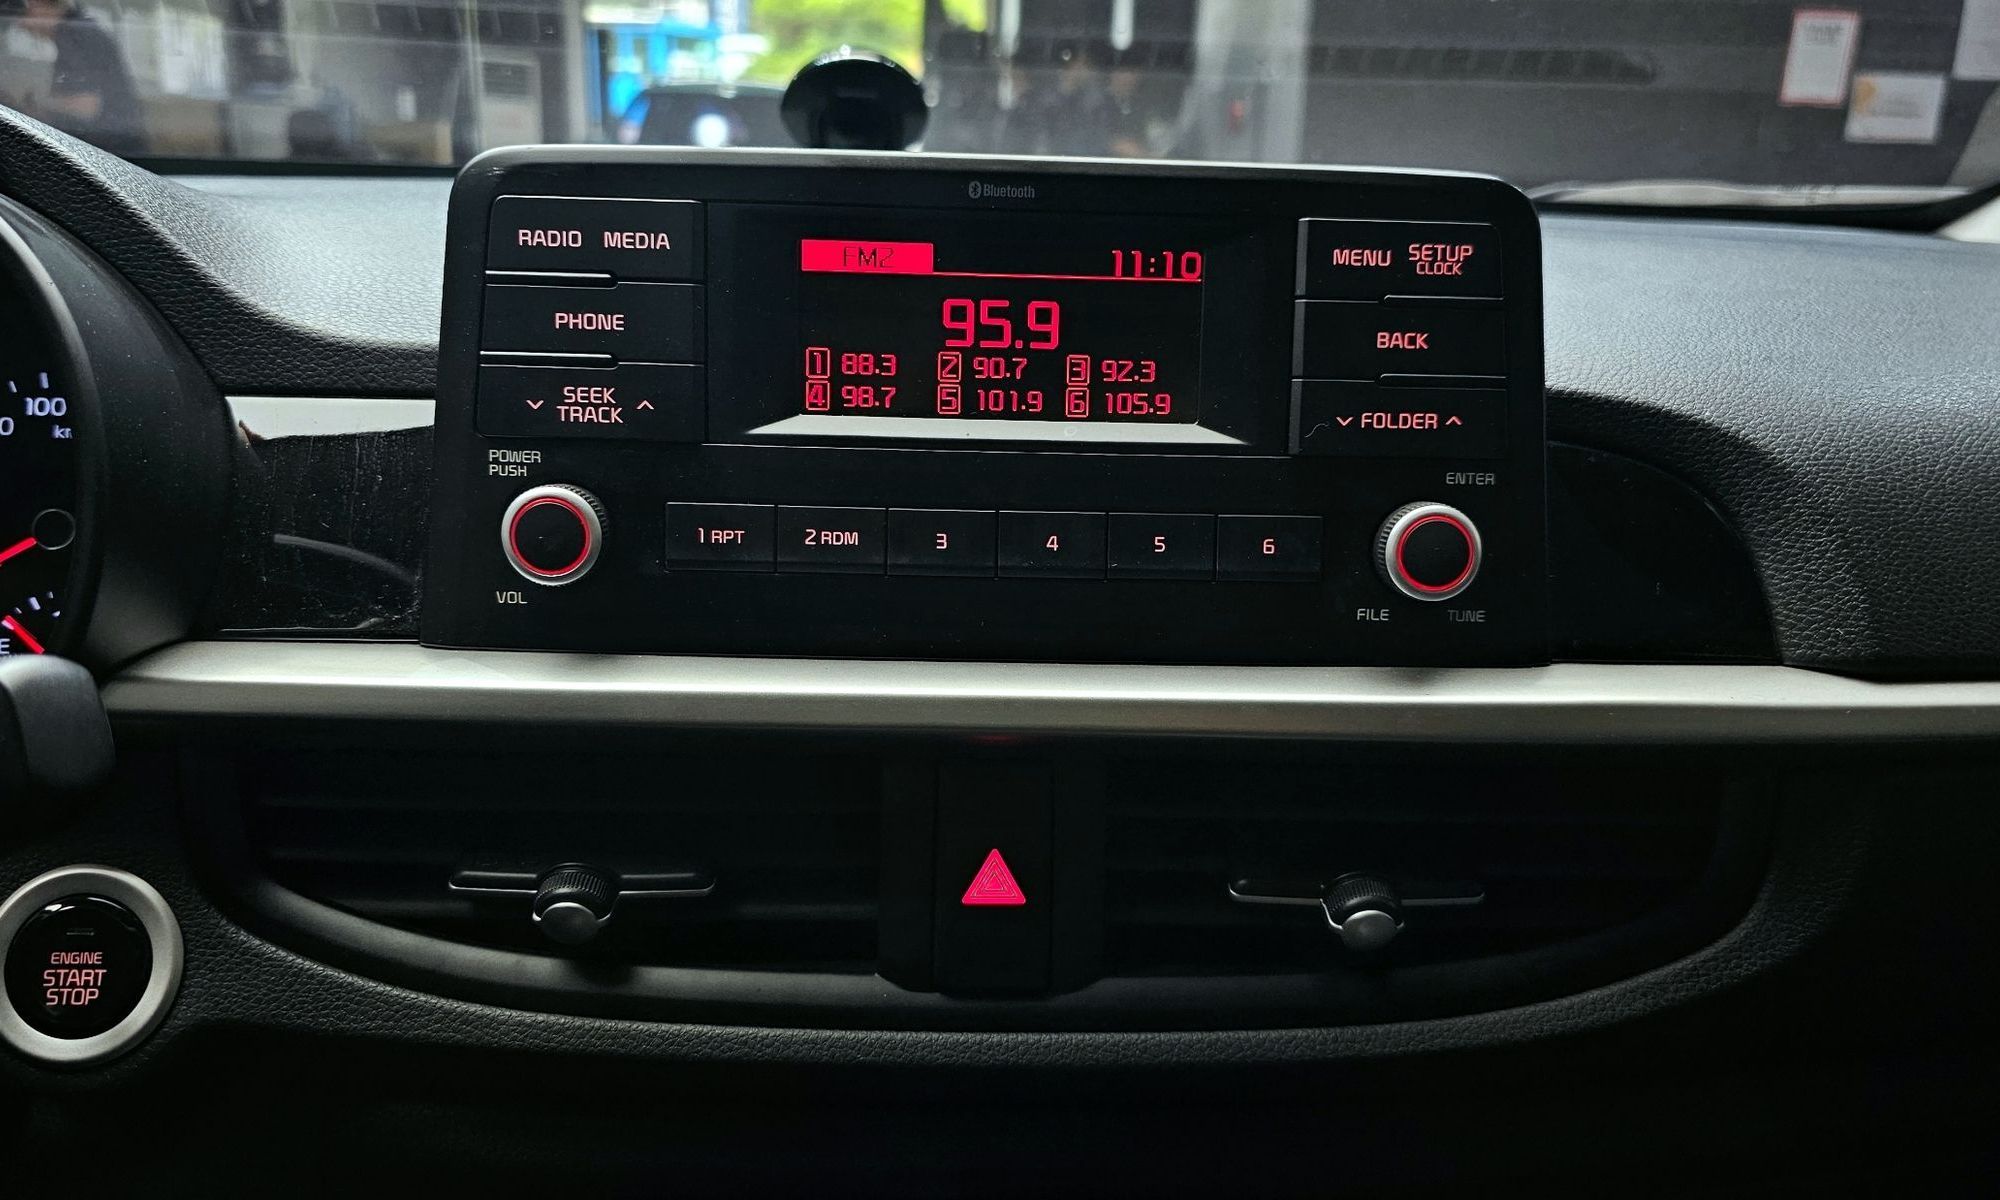 Bluetooth
RADIO MEDIA
PHONE
SEEK
TRACK
POWER
PUSH
VOL
FM2 11:10
95.9
1 88.3 2 90.7 3 92.3
4 98.7 5 101.9 6 105.9
MENU SETUP
CLOCK
BACK
FOLDER
ENTER
FILE TUNE
1 RPT 2 RDM 3 4 5 6
100
ENGINE
START
STOP